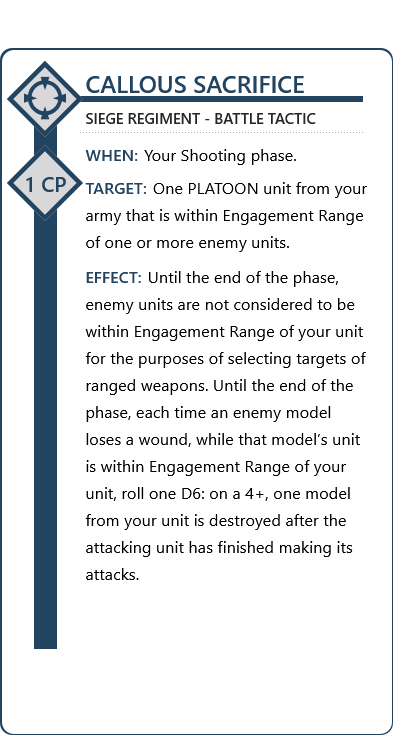 CALLOUS SACRIFICE
SIEGE REGIMENT - BATTLE TACTIC
1 CP
WHEN: Your Shooting phase.
TARGET: One PLATOON unit from your
army that is within Engagement Range
of one or more enemy units.
EFFECT: Until the end of the phase,
enemy units are not considered to be
within Engagement Range of your unit
for the purposes of selecting targets of
ranged weapons. Until the end of the
phase, each time an enemy model
loses a wound, while that model’s unit
is within Engagement Range of your
unit, roll one D6: on a 4+, one model
from your unit is destroyed after the
attacking unit has finished making its
attacks.